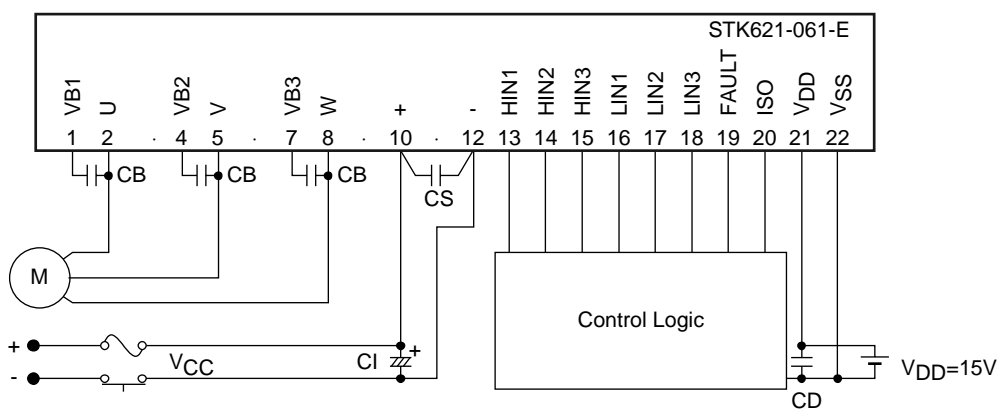 STK621-061-E
VB1 U VB2 V VB3 W + - HIN1 HIN2 HIN3 LIN1 LIN2 LIN3 FAULT ISO VDD VSS
1 2 · 4 5 · 7 8 · 10 · 12 13 14 15 16 17 18 19 20 21 22
CB CB CB CS
M
Control Logic
+ VCC CI +
-
CD VDD=15V